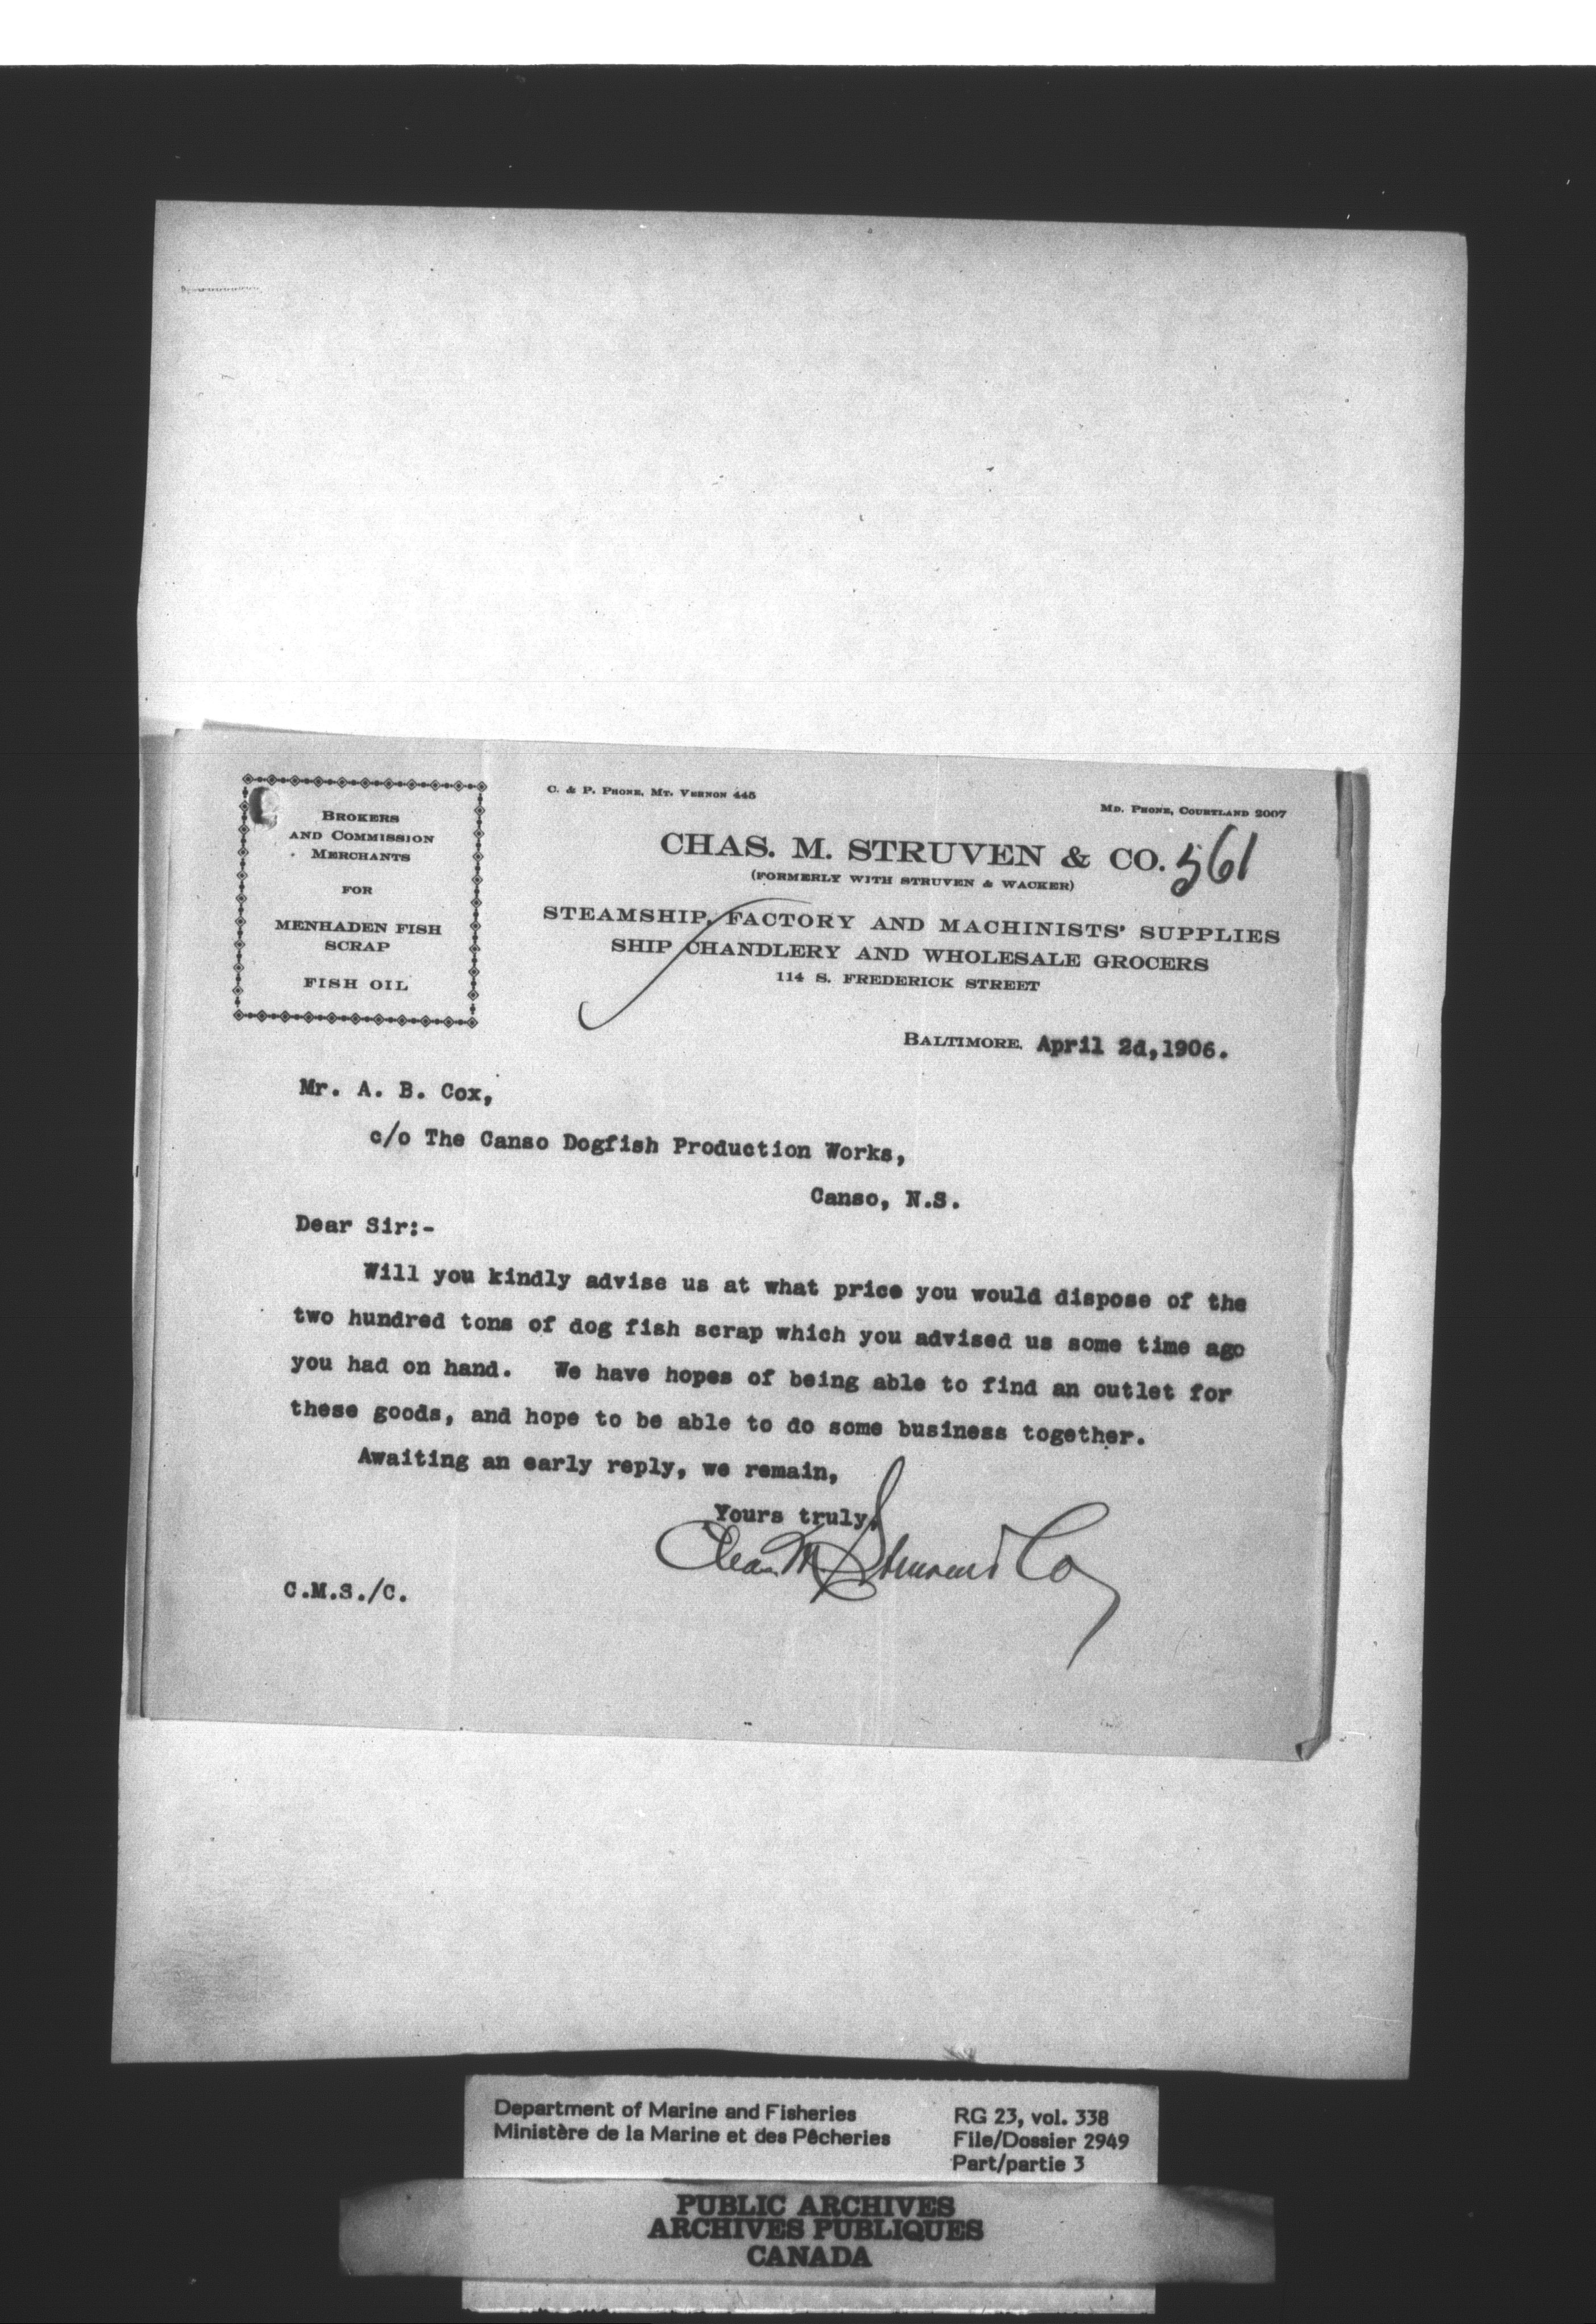 BROKERS
AND COMMISSION
MERCHANTS
FOR
MENHADEN FISH
SCRAP
FISH OIL
C. & P. PHONE, MT. VERNON 445
MD. PHONE, COURTLAND 2007
CHAS. M. STRUVEN & CO.
561
(FORMERLY WITH STRUVEN & WACKER)
STEAMSHIP, FACTORY AND MACHINISTS' SUPPLIES
SHIP CHANDLERY AND WHOLESALE GROCERS
114 S. FREDERICK STREET
BALTIMORE, April 2d, 1906.
Mr. A. B. Cox,
c/o The Canso Dogfish Production Works,
Canso, N.S.
Dear Sir:-
Will you kindly advise us at what price you would dispose of the
two hundred tons of dog fish scrap which you advised us some time ago
you had on hand. We have hopes of being able to find an outlet for
these goods, and hope to be able to do some business together.
Awaiting an early reply, we remain,
Yours truly,
Chas M. Struven & Co
C.M.S./C.
Department of Marine and Fisheries
Ministère de la Marine et des Pêcheries
RG 23, vol. 338
File/Dossier 2949
Part/partie 3
PUBLIC ARCHIVES
ARCHIVES PUBLIQUES
CANADA